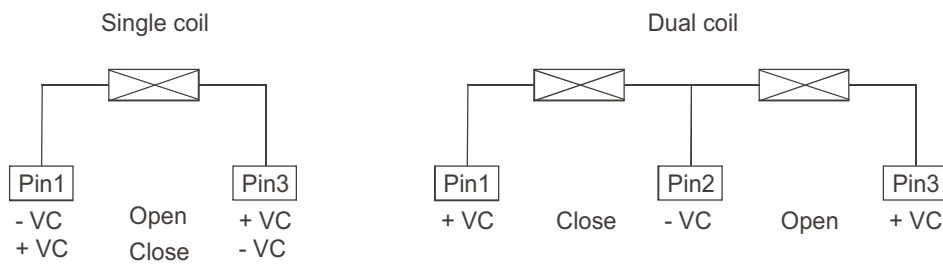 Single coil
Dual coil
Pin1
Pin3
- VC
Open
+ VC
+ VC
Close
- VC
Pin1
Pin2
Pin3
+ VC
Close
- VC
Open
+ VC